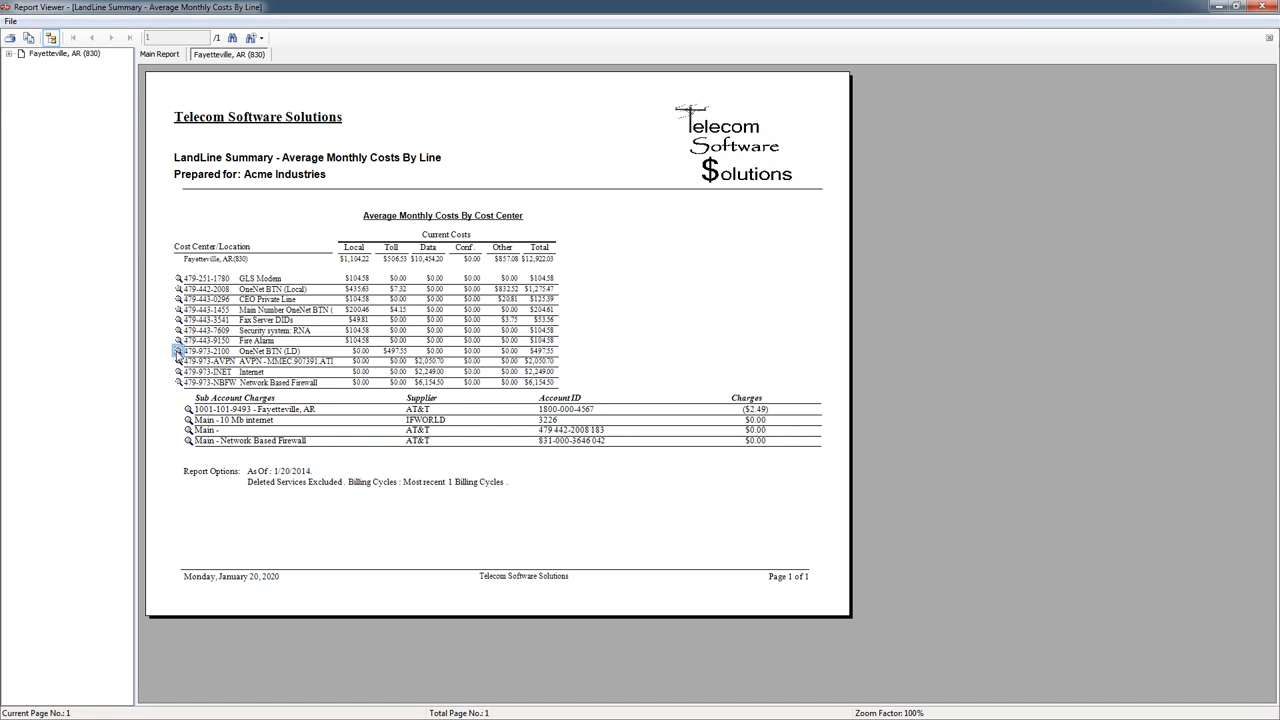 Report Viewer - [LandLine Summary - Average Monthly Costs By Line]
File
1 /1
Fayetteville, AR (830)
Main Report Fayetteville, AR (830)
Telecom Software Solutions
Telecom
Software
$olutions
LandLine Summary - Average Monthly Costs By Line
Prepared for: Acme Industries
Average Monthly Costs By Cost Center
Current Costs
Cost Center/Location Local Toll Data Conf. Other Total
Fayetteville, AR(830) $1,104.22 $506.53 $10,454.20 $0.00 $857.08 $12,922.03
479-251-1780 GLS Modem $104.58 $0.00 $0.00 $0.00 $0.00 $104.58
479-442-2008 OneNet BTN (Local) $435.63 $7.32 $0.00 $0.00 $832.52 $1,275.47
479-443-0296 CEO Private Line $104.58 $0.00 $0.00 $0.00 $20.81 $125.39
479-443-1455 Main Number OneNet BTN ( $200.46 $4.15 $0.00 $0.00 $0.00 $204.61
479-443-3541 Fax Server DIDs $49.81 $0.00 $0.00 $0.00 $3.75 $53.56
479-443-7609 Security system: RNA $104.58 $0.00 $0.00 $0.00 $0.00 $104.58
479-443-9150 Fire Alarm $104.58 $0.00 $0.00 $0.00 $0.00 $104.58
479-973-2100 OneNet BTN (LD) $0.00 $497.55 $0.00 $0.00 $0.00 $497.55
479-973-AVPN AVPN - MMEC.907391.ATI $0.00 $0.00 $2,050.70 $0.00 $0.00 $2,050.70
479-973-INET Internet $0.00 $0.00 $2,249.00 $0.00 $0.00 $2,249.00
479-973-NBFW Network Based Firewall $0.00 $0.00 $6,154.50 $0.00 $0.00 $6,154.50
Sub Account Charges Supplier Account ID Charges
1001-101-9493 - Fayetteville, AR AT&T 1800-000-4567 ($2.49)
Main - 10 Mb internet IFWORLD 3226 $0.00
Main - AT&T 479 442-2008 183 $0.00
Main - Network Based Firewall AT&T 831-000-3646 042 $0.00
Report Options: As Of : 1/20/2014.
Deleted Services Excluded . Billing Cycles : Most recent 1 Billing Cycles .
Monday, January 20, 2020 Telecom Software Solutions Page 1 of 1
Current Page No.: 1 Total Page No.: 1 Zoom Factor: 100%